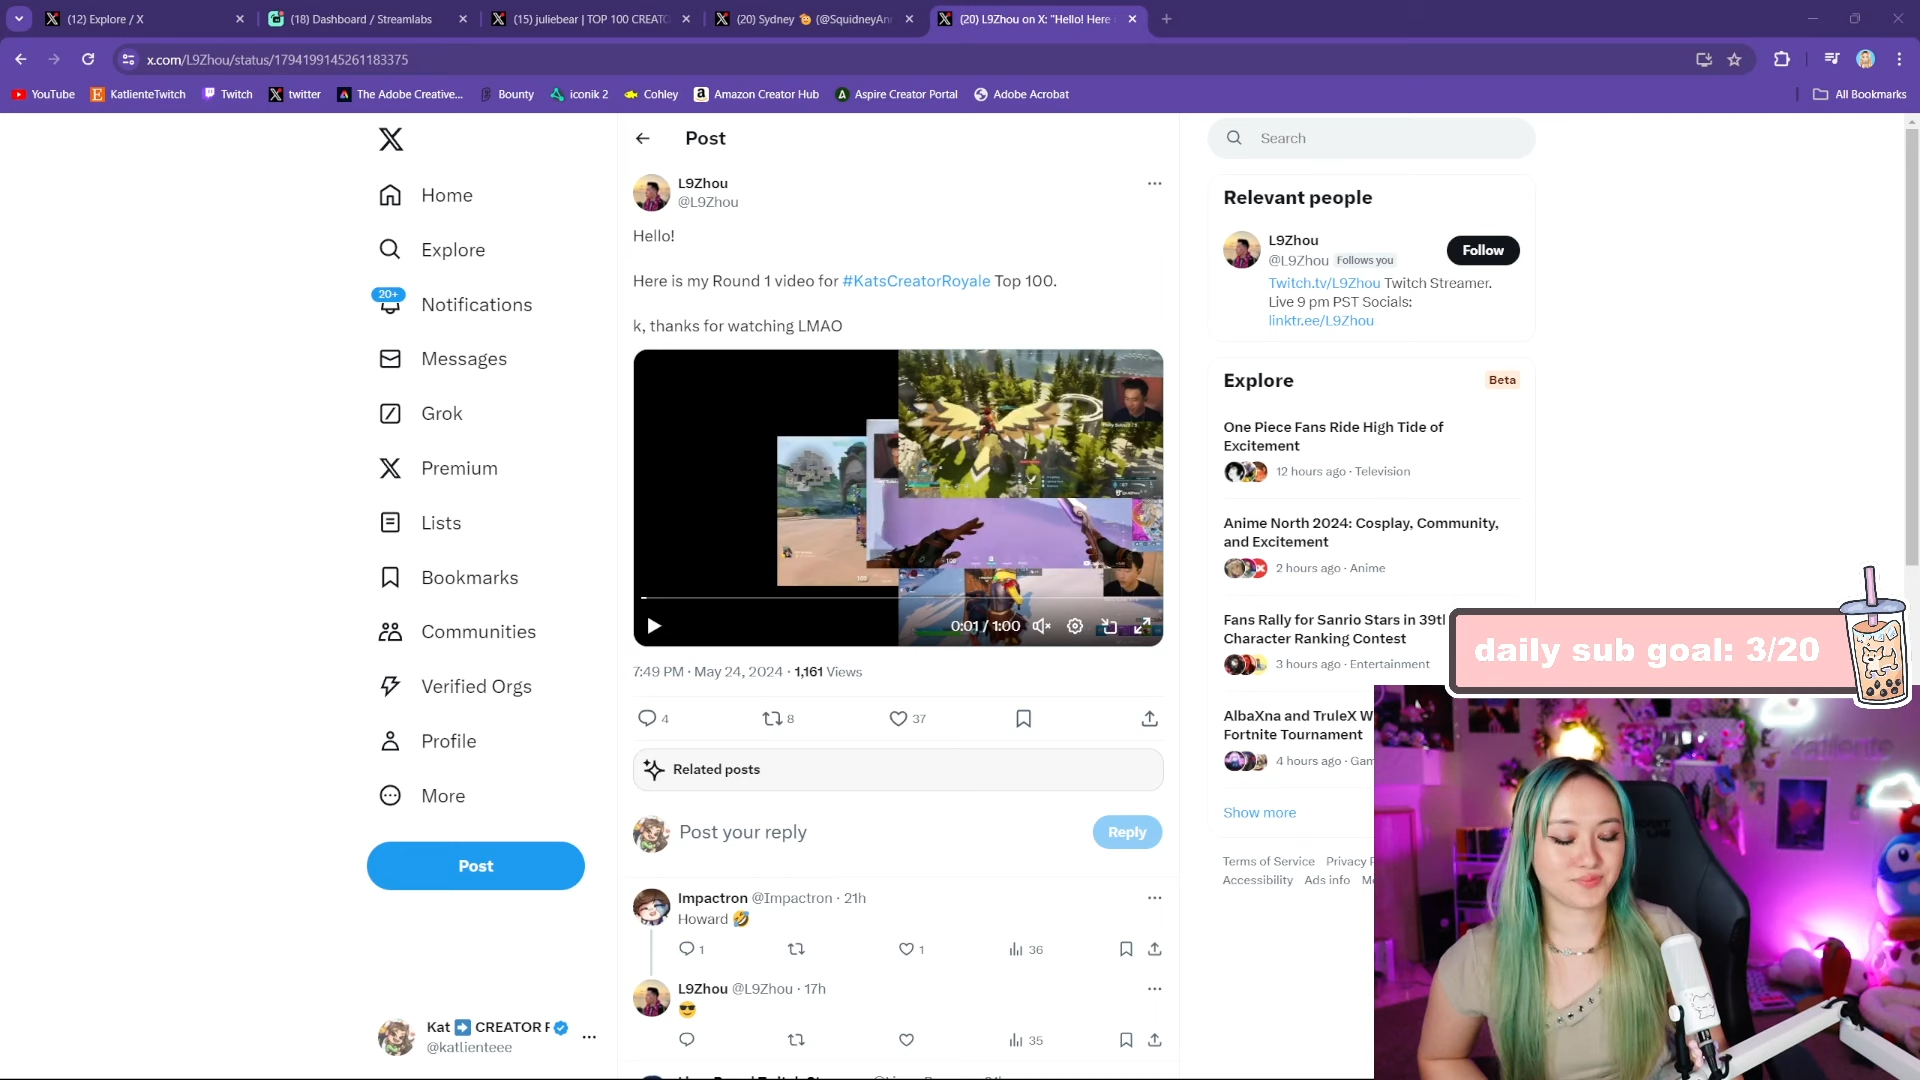 (12) Explore / X
(18) Dashboard / Streamlabs
(15) juliebear | TOP 100 CREATO
(20) Sydney (@SquidneyAnn
(20) L9Zhou on X: "Hello! Here
x.com/L9Zhou/status/1794199145261183375
YouTube
KatlienteTwitch
Twitch
twitter
The Adobe Creative...
Bounty
iconik 2
Cohley
Amazon Creator Hub
Aspire Creator Portal
Adobe Acrobat
All Bookmarks
Home
Explore
20+
Notifications
Messages
Grok
Premium
Lists
Bookmarks
Communities
Verified Orgs
Profile
More
Post
Kat ➡️ CREATOR
@katlienteee
Post
L9Zhou
@L9Zhou
Hello!
Here is my Round 1 video for #KatsCreatorRoyale Top 100.
k, thanks for watching LMAO
0:01 / 1:00
7:49 PM · May 24, 2024 · 1,161 Views
4
8
37
Related posts
Post your reply
Reply
Impactron @Impactron · 21h
Howard 🤣
1
1
36
L9Zhou @L9Zhou · 17h
😎
35
Search
Relevant people
L9Zhou
@L9Zhou Follows you
Follow
Twitch.tv/L9Zhou Twitch Streamer.
Live 9 pm PST Socials:
linktr.ee/L9Zhou
Explore
Beta
One Piece Fans Ride High Tide of
Excitement
12 hours ago · Television
Anime North 2024: Cosplay, Community,
and Excitement
2 hours ago · Anime
Fans Rally for Sanrio Stars in 39t
Character Ranking Contest
3 hours ago · Entertainment
AlbaXna and TruleX W
Fortnite Tournament
4 hours ago · Gam
Show more
Terms of Service Privacy P
Accessibility Ads info M
daily sub goal: 3/20
katliente